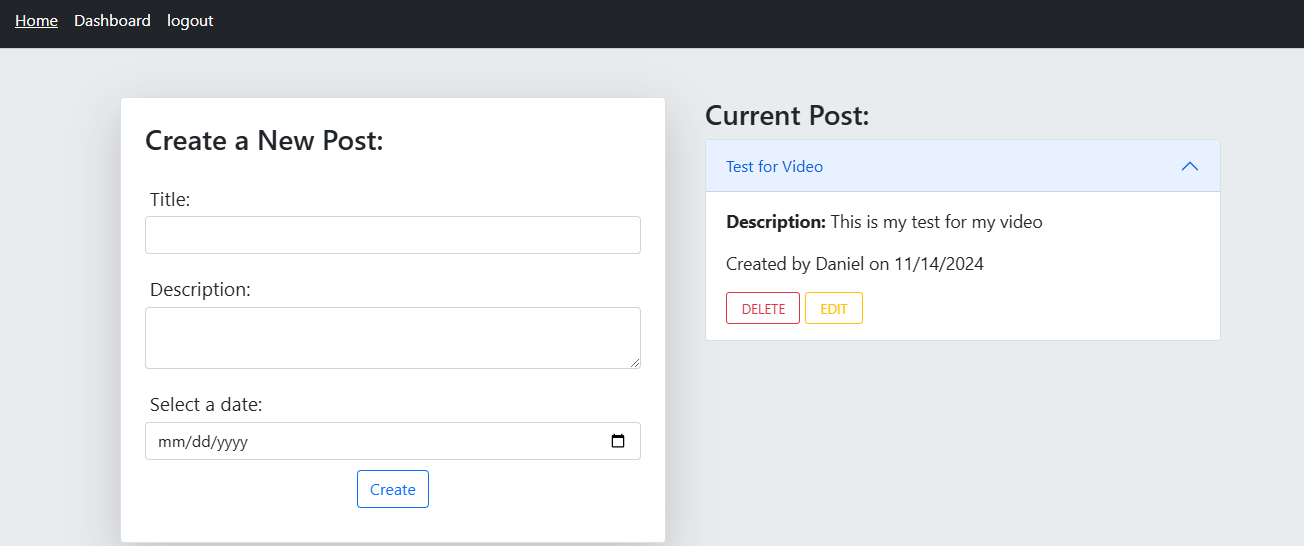 Home Dashboard logout
Create a New Post:
Title:
Description:
Select a date:
mm/dd/yyyy
Create
Current Post:
Test for Video
Description: This is my test for my video
Created by Daniel on 11/14/2024
DELETE EDIT